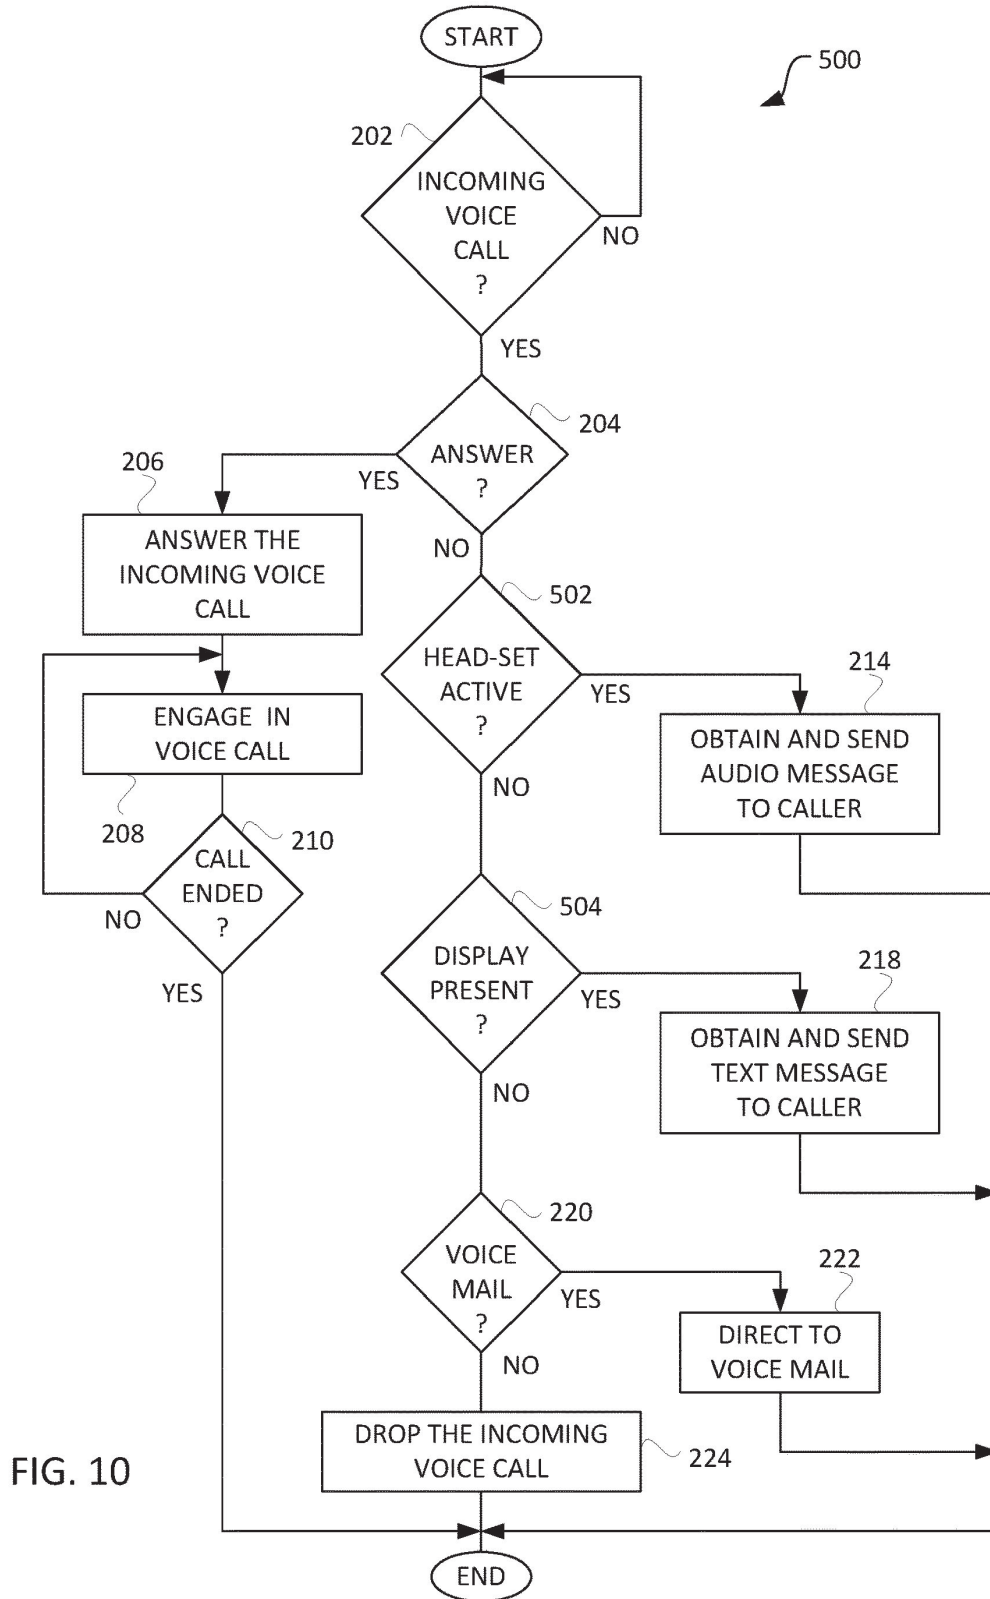 START
500
202
INCOMING
VOICE
CALL
?
NO
YES
204
ANSWER
?
YES
NO
206
ANSWER THE
INCOMING VOICE
CALL
502
HEAD-SET
ACTIVE
?
YES
NO
214
OBTAIN AND SEND
AUDIO MESSAGE
TO CALLER
ENGAGE IN
VOICE CALL
208
210
CALL
ENDED
?
NO
YES
504
DISPLAY
PRESENT
?
YES
NO
218
OBTAIN AND SEND
TEXT MESSAGE
TO CALLER
220
VOICE
MAIL
?
YES
NO
222
DIRECT TO
VOICE MAIL
DROP THE INCOMING
VOICE CALL
224
FIG. 10
END